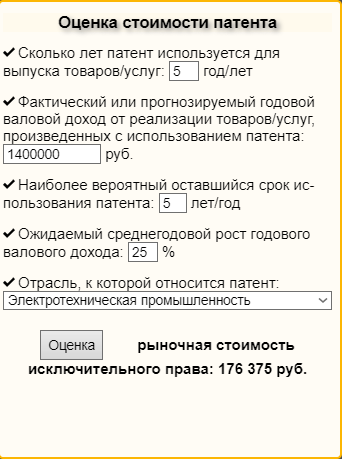 Оценка стоимости патента
✔ Сколько лет патент используется для
выпуска товаров/услуг: 5 год/лет
✔ Фактический или прогнозируемый годовой
валовой доход от реализации товаров/услуг,
произведенных с использованием патента:
1400000 руб.
✔ Наиболее вероятный оставшийся срок ис-
пользования патента: 5 лет/год
✔ Ожидаемый среднегодовой рост годового
валового дохода: 25 %
✔ Отрасль, к которой относится патент:
Электротехническая промышленность
Оценка рыночная стоимость
исключительного права: 176 375 руб.